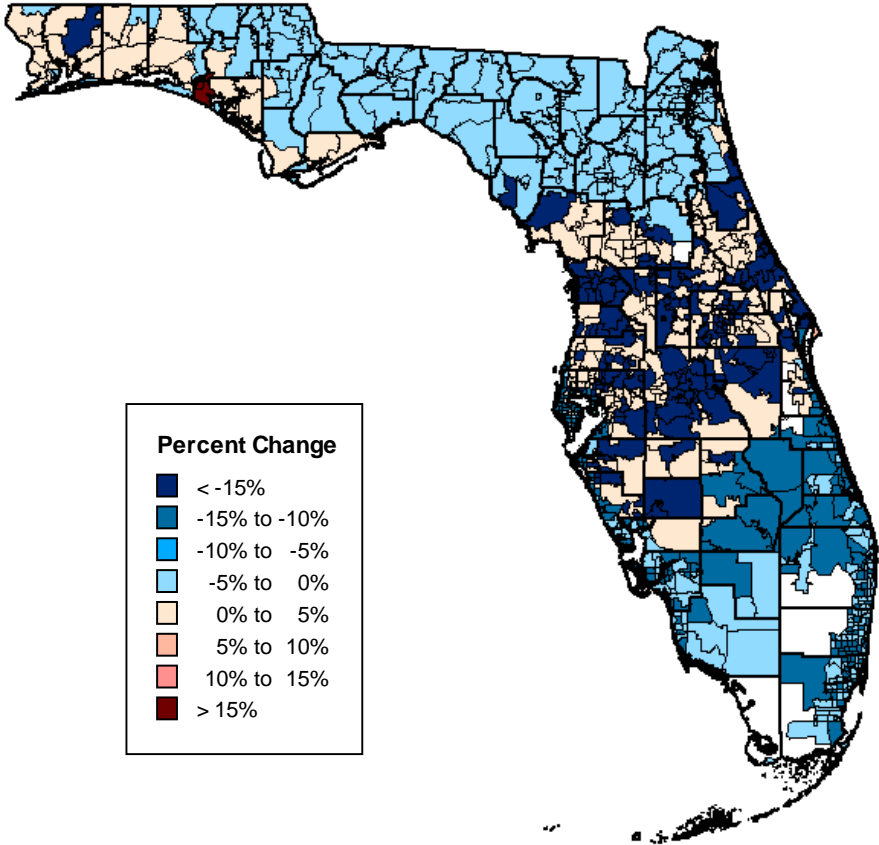 Percent Change
< -15%
-15% to -10%
-10% to -5%
-5% to 0%
0% to 5%
5% to 10%
10% to 15%
> 15%